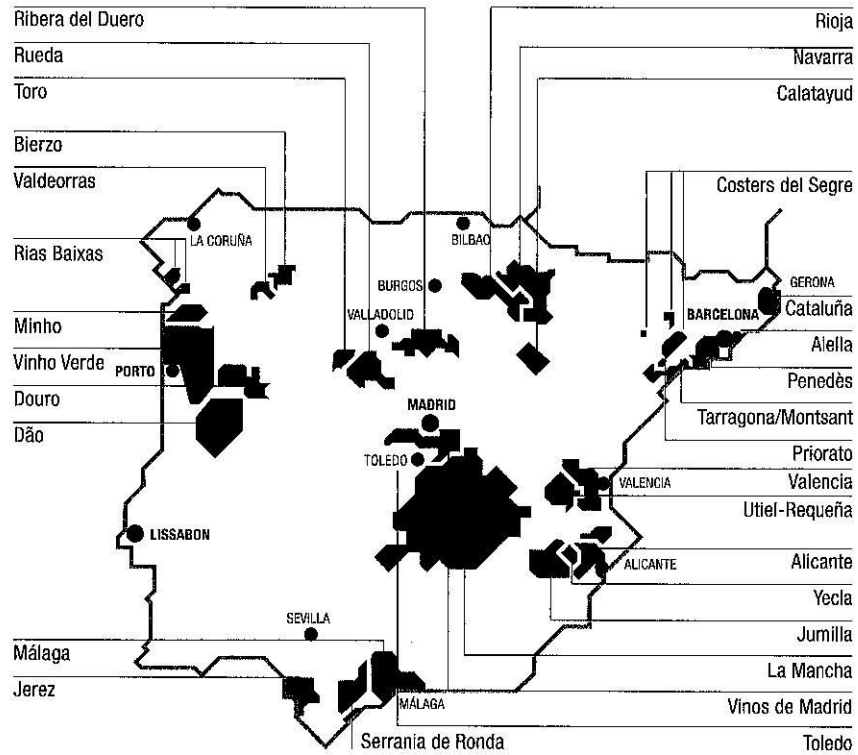 Ribera del Duero
Rueda
Toro
Bierzo
Valdeorras
Rias Baixas
Minho
Vinho Verde
Douro
Dão
Málaga
Jerez
Rioja
Navarra
Calatayud
Costers del Segre
Cataluña
Alella
Penedès
Tarragona/Montsant
Priorato
Valencia
Utiel-Requeña
Alicante
Yecla
Jumilla
La Mancha
Vinos de Madrid
Toledo
Serrania de Ronda
LA CORUÑA
BILBAO
BURGOS
VALLADOLID
GERONA
BARCELONA
PORTO
MADRID
TOLEDO
VALENCIA
LISSABON
ALICANTE
SEVILLA
MÁLAGA